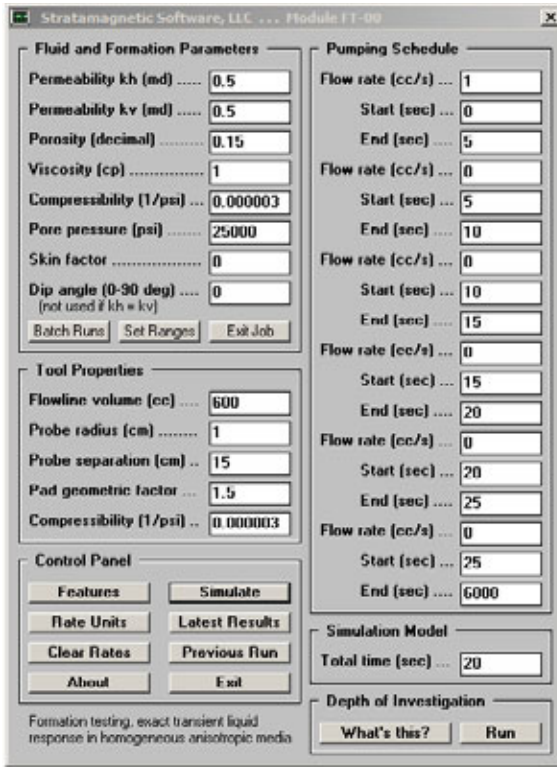 Stratamagnetic Software, LLC ... Module FT-00
Fluid and Formation Parameters
Permeability kh (md) ..... 0.5
Permeability kv (md) ..... 0.5
Porosity (decimal) ......... 0.15
Viscosity (cp) ................ 1
Compressibility (1/psi) ... 0.000003
Pore pressure (psi) ....... 25000
Skin factor .................. 0
Dip angle (0-90 deg) .... 0
(not used if kh = kv)
Batch Runs Set Ranges Exit Job
Tool Properties
Flowline volume (cc) .... 600
Probe radius (cm) ........ 1
Probe separation (cm) .. 15
Pad geometric factor ... 1.5
Compressibility (1/psi) .. 0.000003
Control Panel
Features Simulate
Rate Units Latest Results
Clear Rates Previous Run
About Exit
Formation testing, exact transient liquid
response in homogeneous anisotropic media
Pumping Schedule
Flow rate (cc/s) ... 1
Start (sec) ... 0
End (sec) .... 5
Flow rate (cc/s) ... 0
Start (sec) ... 5
End (sec) .... 10
Flow rate (cc/s) ... 0
Start (sec) ... 10
End (sec) .... 15
Flow rate (cc/s) ... 0
Start (sec) ... 15
End (sec) .... 20
Flow rate (cc/s) ... 0
Start (sec) ... 20
End (sec) .... 25
Flow rate (cc/s) ... 0
Start (sec) ... 25
End (sec) .... 6000
Simulation Model
Total time (sec) ... 20
Depth of Investigation
What's this? Run